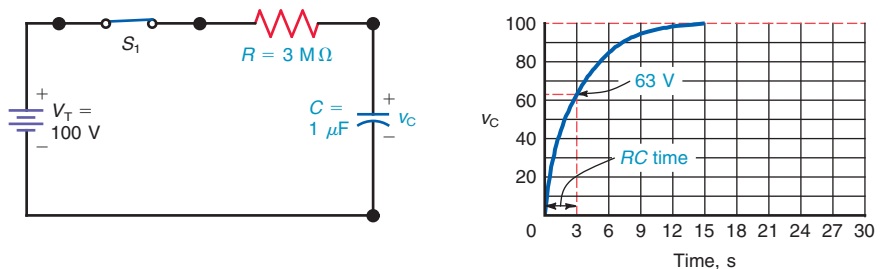 S1
R = 3 MΩ
+
VT =
100 V
−
C =
1 μF
+
vC
−
100
80
60
40
20
0
vC
63 V
RC time
3 6 9 12 15 18 21 24 27 30
Time, s